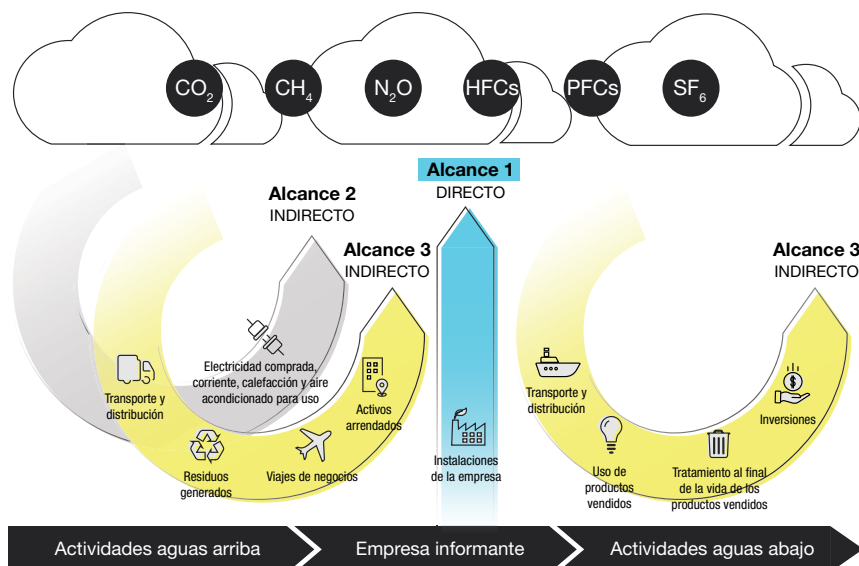 CO₂
CH₄
N₂O
HFCs
PFCs
SF₆
Alcance 1
DIRECTO
Alcance 2
INDIRECTO
Alcance 3
INDIRECTO
Alcance 3
INDIRECTO
Transporte y
distribución
Electricidad comprada,
corriente, calefacción y aire
acondicionado para uso
Activos
arrendados
Residuos
generados
Viajes de negocios
Instalaciones
de la empresa
Transporte y
distribución
Uso de
productos
vendidos
Tratamiento al final
de la vida de los
productos vendidos
Inversiones
Actividades aguas arriba
Empresa informante
Actividades aguas abajo